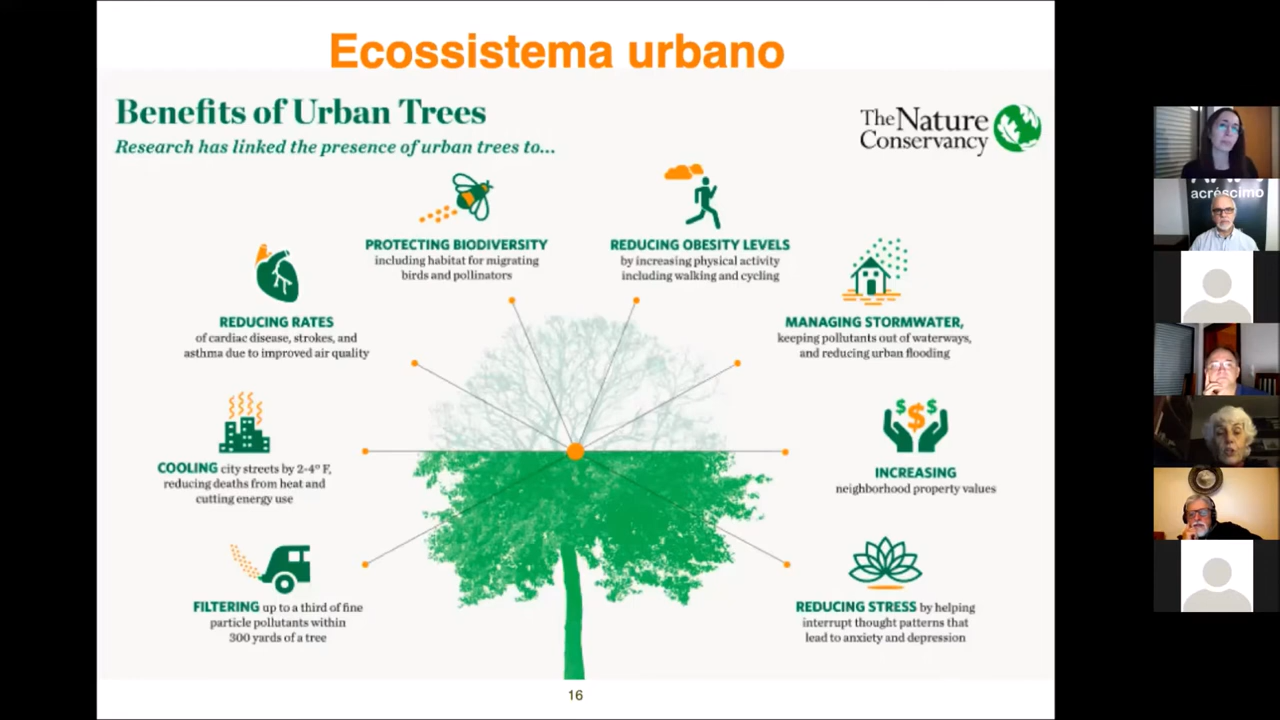 Ecossistema urbano
Benefits of Urban Trees
Research has linked the presence of urban trees to...
The Nature
Conservancy
PROTECTING BIODIVERSITY
including habitat for migrating
birds and pollinators
REDUCING OBESITY LEVELS
by increasing physical activity
including walking and cycling
REDUCING RATES
of cardiac disease, strokes, and
asthma due to improved air quality
MANAGING STORMWATER,
keeping pollutants out of waterways,
and reducing urban flooding
COOLING city streets by 2-4° F,
reducing deaths from heat and
cutting energy use
$ $ $
INCREASING
neighborhood property values
FILTERING up to a third of fine
particle pollutants within
300 yards of a tree
REDUCING STRESS by helping
interrupt thought patterns that
lead to anxiety and depression
16
acréscimo